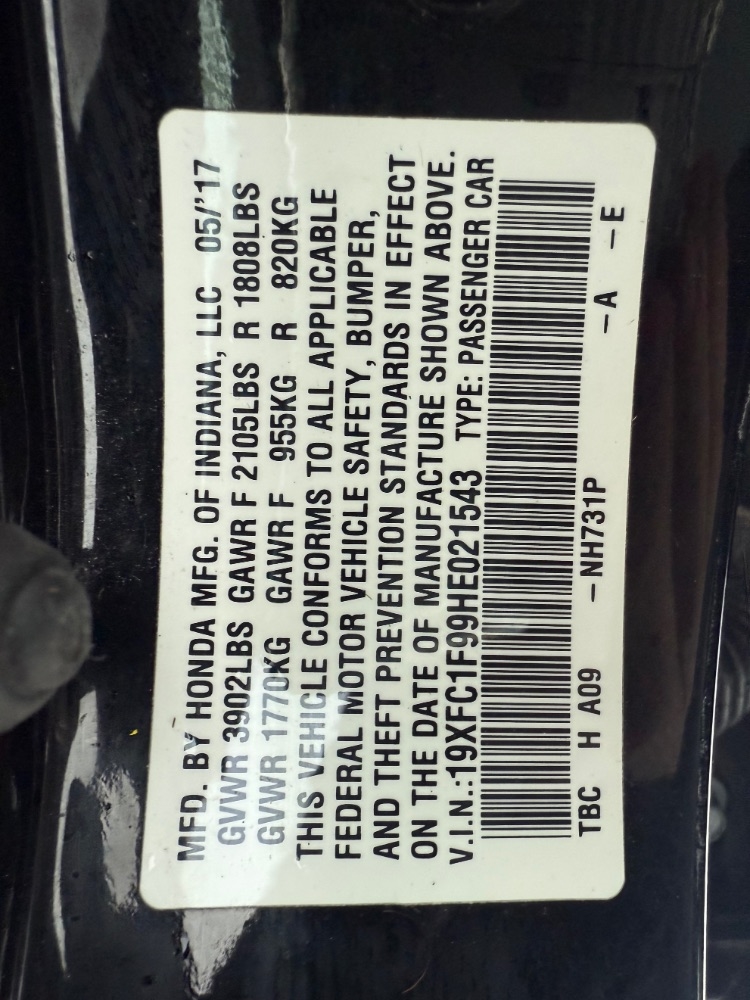 MFD. BY HONDA MFG. OF INDIANA, LLC 05/'17
GVWR 3902LBS GAWR F 2105LBS R 1808LBS
GVWR 1770KG GAWR F 955KG R 820KG
THIS VEHICLE CONFORMS TO ALL APPLICABLE
FEDERAL MOTOR VEHICLE SAFETY, BUMPER,
AND THEFT PREVENTION STANDARDS IN EFFECT
ON THE DATE OF MANUFACTURE SHOWN ABOVE.
V.I.N.:19XFC1F99HE021543 TYPE: PASSENGER CAR
TBC H A09 –NH731P –A –E